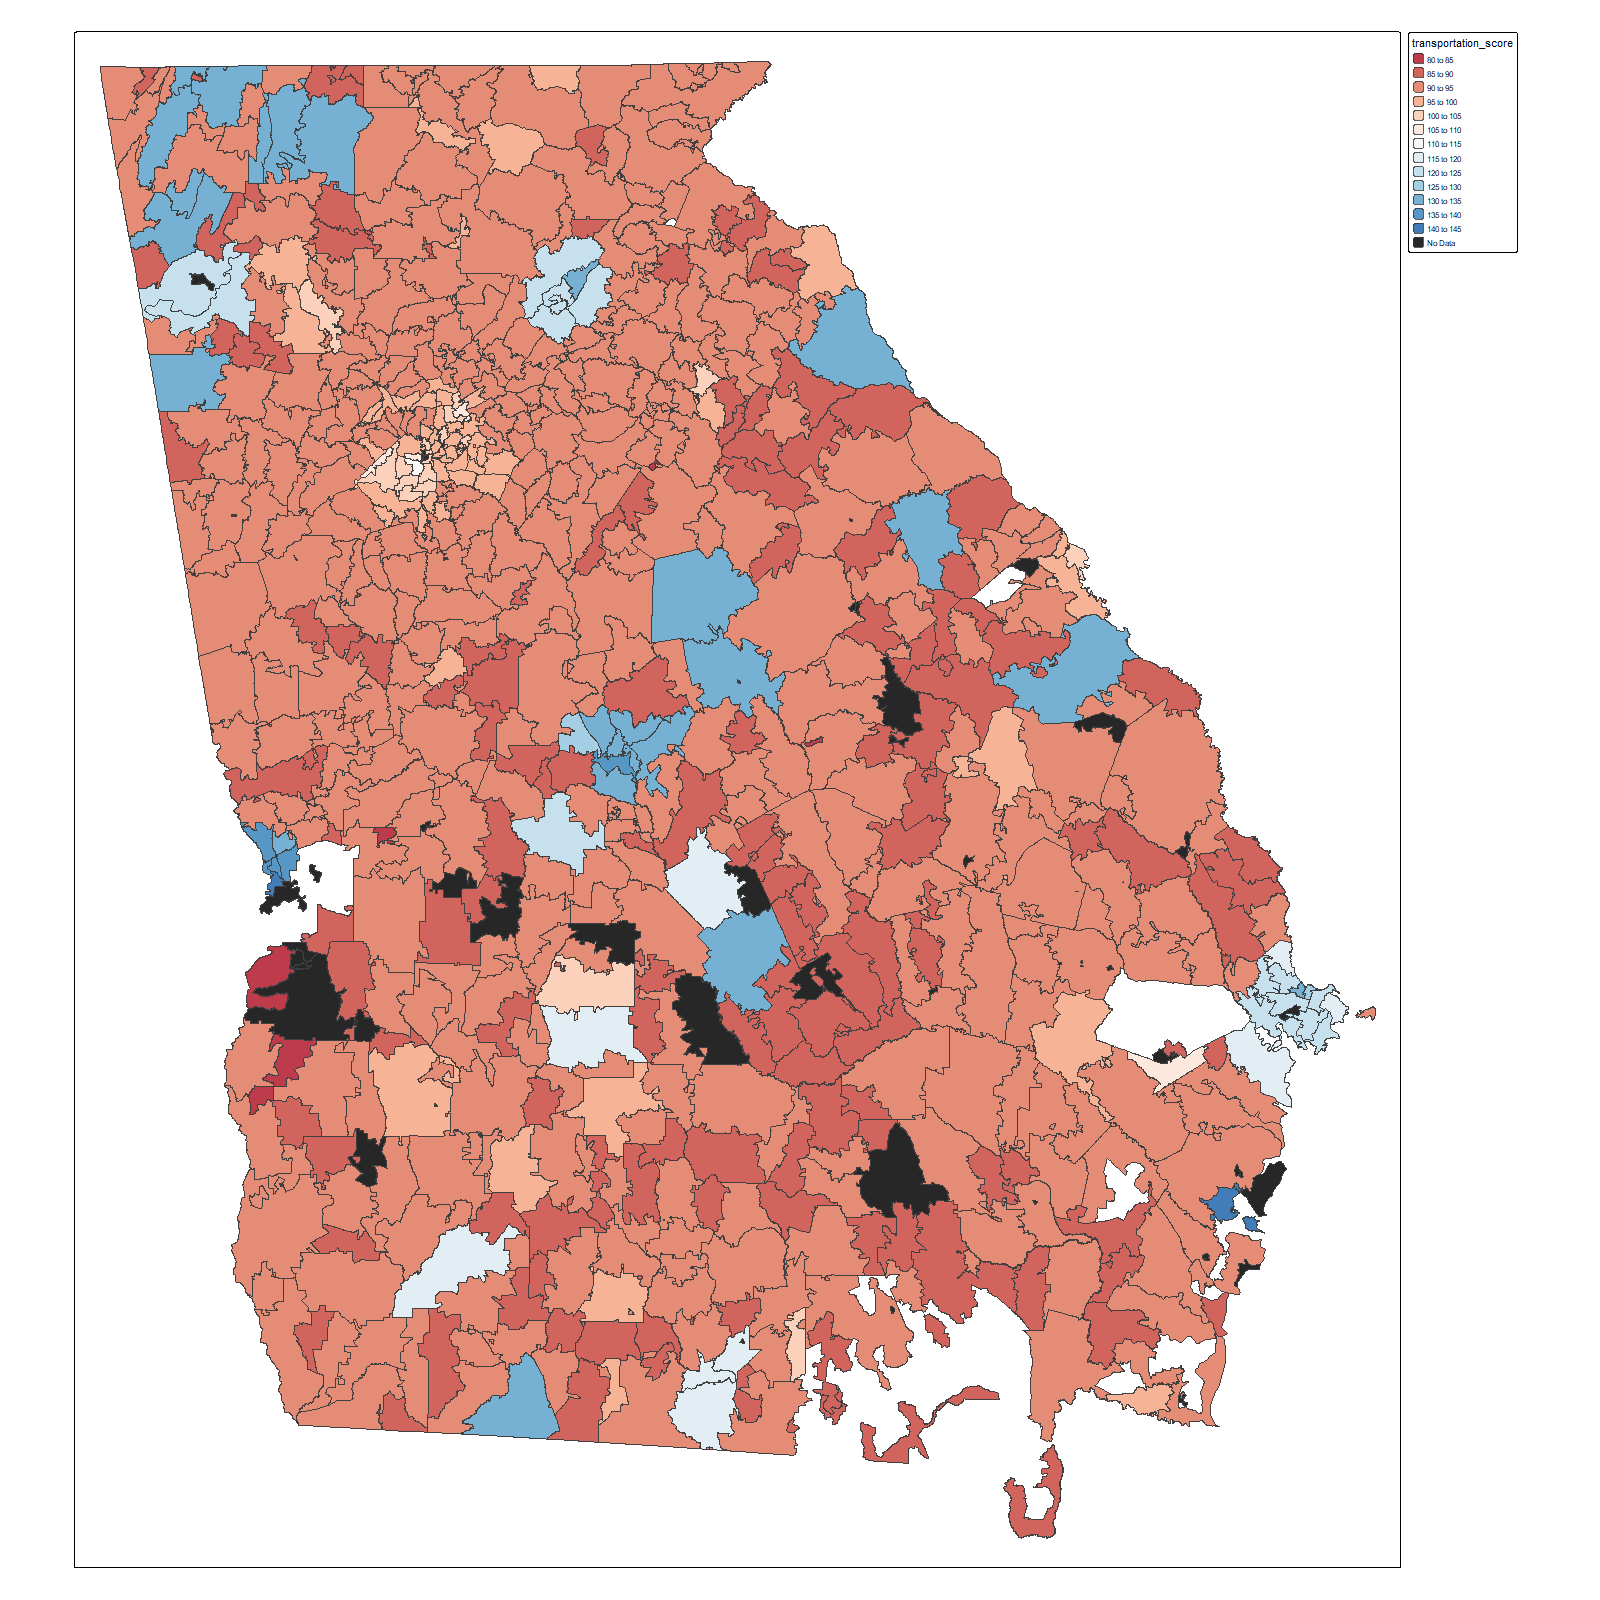 transportation_score
80 to 85
85 to 90
90 to 95
95 to 100
100 to 105
105 to 110
110 to 115
115 to 120
120 to 125
125 to 130
130 to 135
135 to 140
140 to 145
No Data